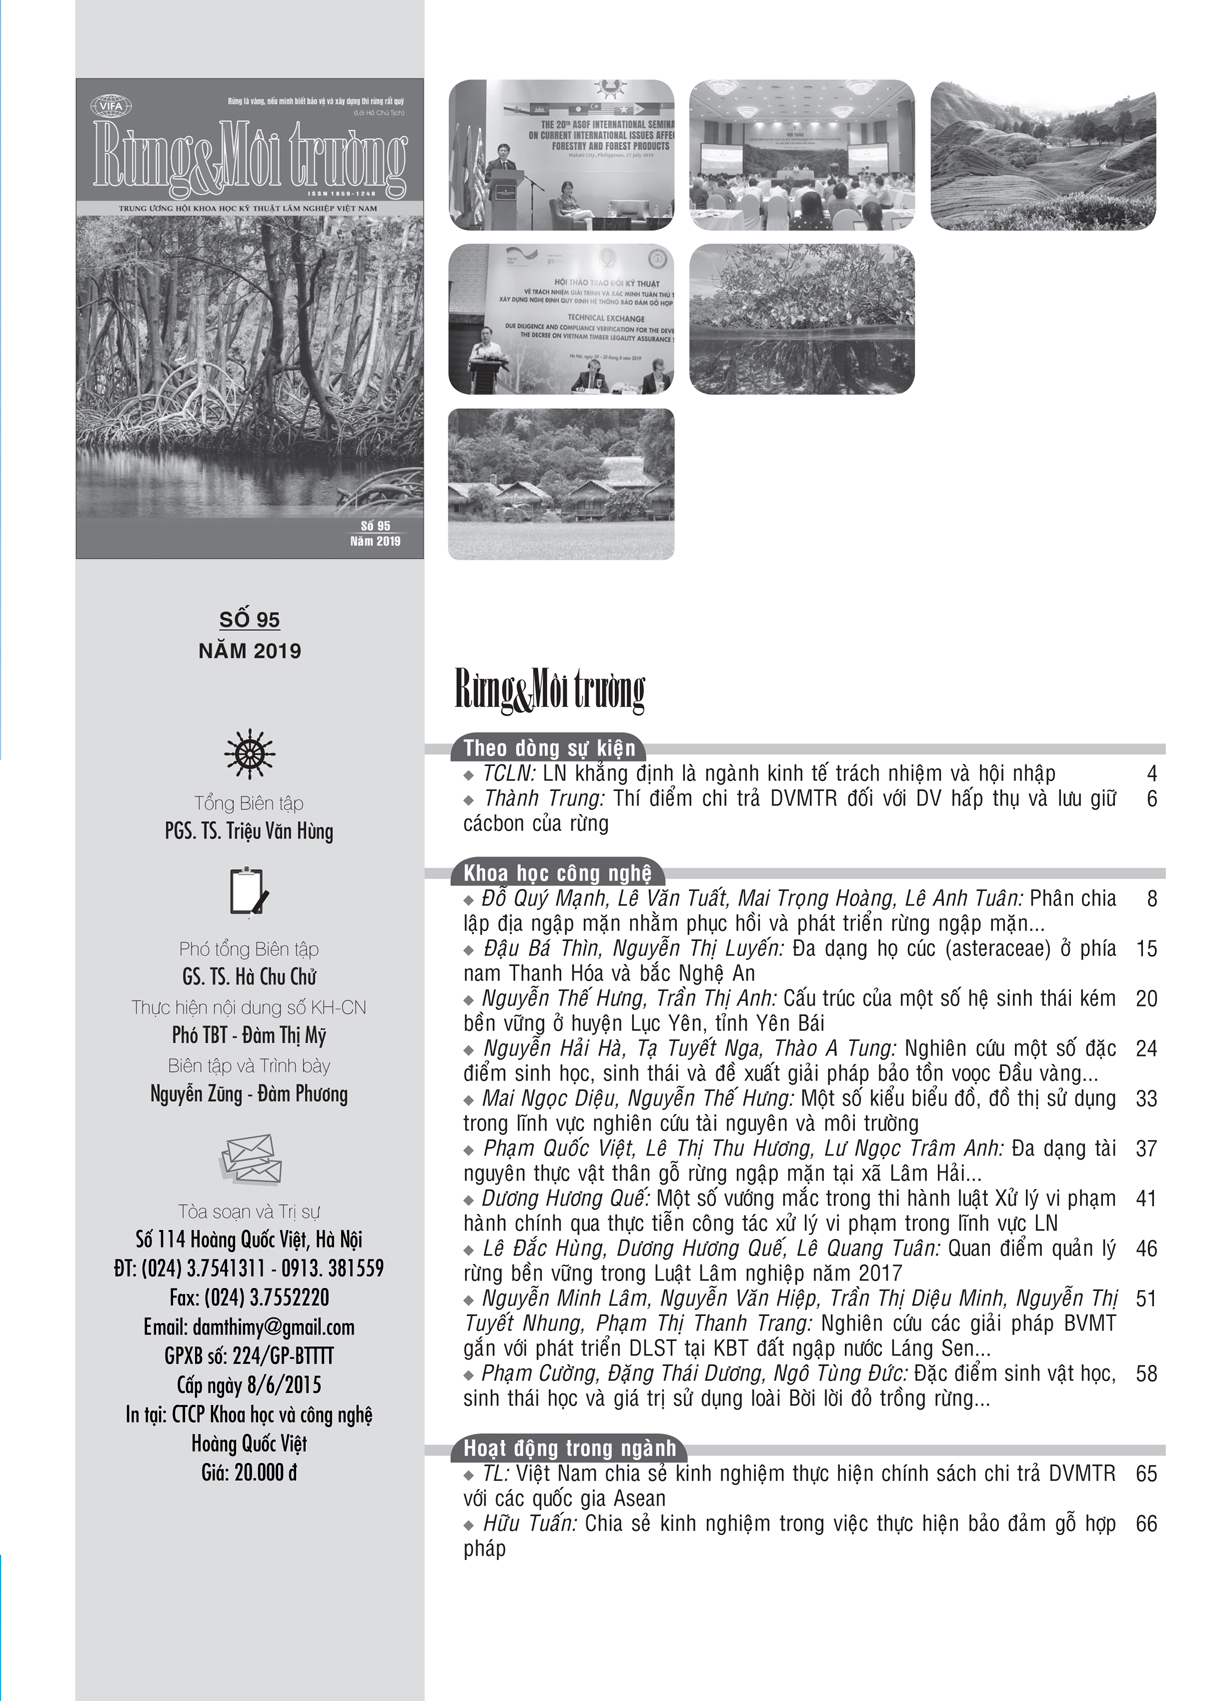 VIFA
Rừng là vàng, nếu mình biết bảo vệ và xây dựng thì rừng rất quý
(Lời Hồ Chủ Tịch)
Rừng&Môi trường
ISSN 1859-1248
TRUNG ƯƠNG HỘI KHOA HỌC KỸ THUẬT LÂM NGHIỆP VIỆT NAM
Số 95
Năm 2019
THE 20th ASOF INTERNATIONAL SEMINA
ON CURRENT INTERNATIONAL ISSUES AFFEC
FORESTRY AND FOREST PRODUCTS
Makati City, Philippines, 17 July 2019
HỘI THẢO
HỘI THẢO TRAO ĐỔI KỸ THUẬT
VỀ TRÁCH NHIỆM GIẢI TRÌNH VÀ XÁC MINH TUÂN THỦ T
XÂY DỰNG NGHỊ ĐỊNH QUY ĐỊNH HỆ THỐNG BẢO ĐẢM GỖ HỢP
TECHNICAL EXCHANGE
DUE DILIGENCE AND COMPLIANCE VERIFICATION FOR THE DEVE
THE DECREE ON VIETNAM TIMBER LEGALITY ASSURANCE S
Hà Nội, ngày 29 - 30 tháng 8 năm 2019
SỐ 95
NĂM 2019
Tổng Biên tập
PGS. TS. Triệu Văn Hùng
Phó tổng Biên tập
GS. TS. Hà Chu Chử
Thực hiện nội dung số KH-CN
Phó TBT - Đàm Thị Mỹ
Biên tập và Trình bày
Nguyễn Zũng - Đàm Phương
Tòa soạn và Trị sự
Số 114 Hoàng Quốc Việt, Hà Nội
ĐT: (024) 3.7541311 - 0913. 381559
Fax: (024) 3.7552220
Email: damthimy@gmail.com
GPXB số: 224/GP-BTTTT
Cấp ngày 8/6/2015
In tại: CTCP Khoa học và công nghệ
Hoàng Quốc Việt
Giá: 20.000 đ
Rừng&Môi trường
Theo dòng sự kiện
◆ TCLN: LN khẳng định là ngành kinh tế trách nhiệm và hội nhập 4
◆ Thành Trung: Thí điểm chi trả DVMTR đối với DV hấp thụ và lưu giữ 6
cácbon của rừng
Khoa học công nghệ
◆ Đỗ Quý Mạnh, Lê Văn Tuất, Mai Trọng Hoàng, Lê Anh Tuân: Phân chia 8
lập địa ngập mặn nhằm phục hồi và phát triển rừng ngập mặn...
◆ Đậu Bá Thìn, Nguyễn Thị Luyến: Đa dạng họ cúc (asteraceae) ở phía 15
nam Thanh Hóa và bắc Nghệ An
◆ Nguyễn Thế Hưng, Trần Thị Anh: Cấu trúc của một số hệ sinh thái kém 20
bền vững ở huyện Lục Yên, tỉnh Yên Bái
◆ Nguyễn Hải Hà, Tạ Tuyết Nga, Thào A Tung: Nghiên cứu một số đặc 24
điểm sinh học, sinh thái và đề xuất giải pháp bảo tồn voọc Đầu vàng...
◆ Mai Ngọc Diệu, Nguyễn Thế Hưng: Một số kiểu biểu đồ, đồ thị sử dụng 33
trong lĩnh vực nghiên cứu tài nguyên và môi trường
◆ Phạm Quốc Việt, Lê Thị Thu Hương, Lư Ngọc Trâm Anh: Đa dạng tài 37
nguyên thực vật thân gỗ rừng ngập mặn tại xã Lâm Hải...
◆ Dương Hương Quế: Một số vướng mắc trong thi hành luật Xử lý vi phạm 41
hành chính qua thực tiễn công tác xử lý vi phạm trong lĩnh vực LN
◆ Lê Đắc Hùng, Dương Hương Quế, Lê Quang Tuân: Quan điểm quản lý 46
rừng bền vững trong Luật Lâm nghiệp năm 2017
◆ Nguyễn Minh Lâm, Nguyễn Văn Hiệp, Trần Thị Diệu Minh, Nguyễn Thị 51
Tuyết Nhung, Phạm Thị Thanh Trang: Nghiên cứu các giải pháp BVMT
gắn với phát triển DLST tại KBT đất ngập nước Láng Sen...
◆ Phạm Cường, Đặng Thái Dương, Ngô Tùng Đức: Đặc điểm sinh vật học, 58
sinh thái học và giá trị sử dụng loài Bời lời đỏ trồng rừng...
Hoạt động trong ngành
◆ TL: Việt Nam chia sẻ kinh nghiệm thực hiện chính sách chi trả DVMTR 65
với các quốc gia Asean
◆ Hữu Tuấn: Chia sẻ kinh nghiệm trong việc thực hiện bảo đảm gỗ hợp 66
pháp